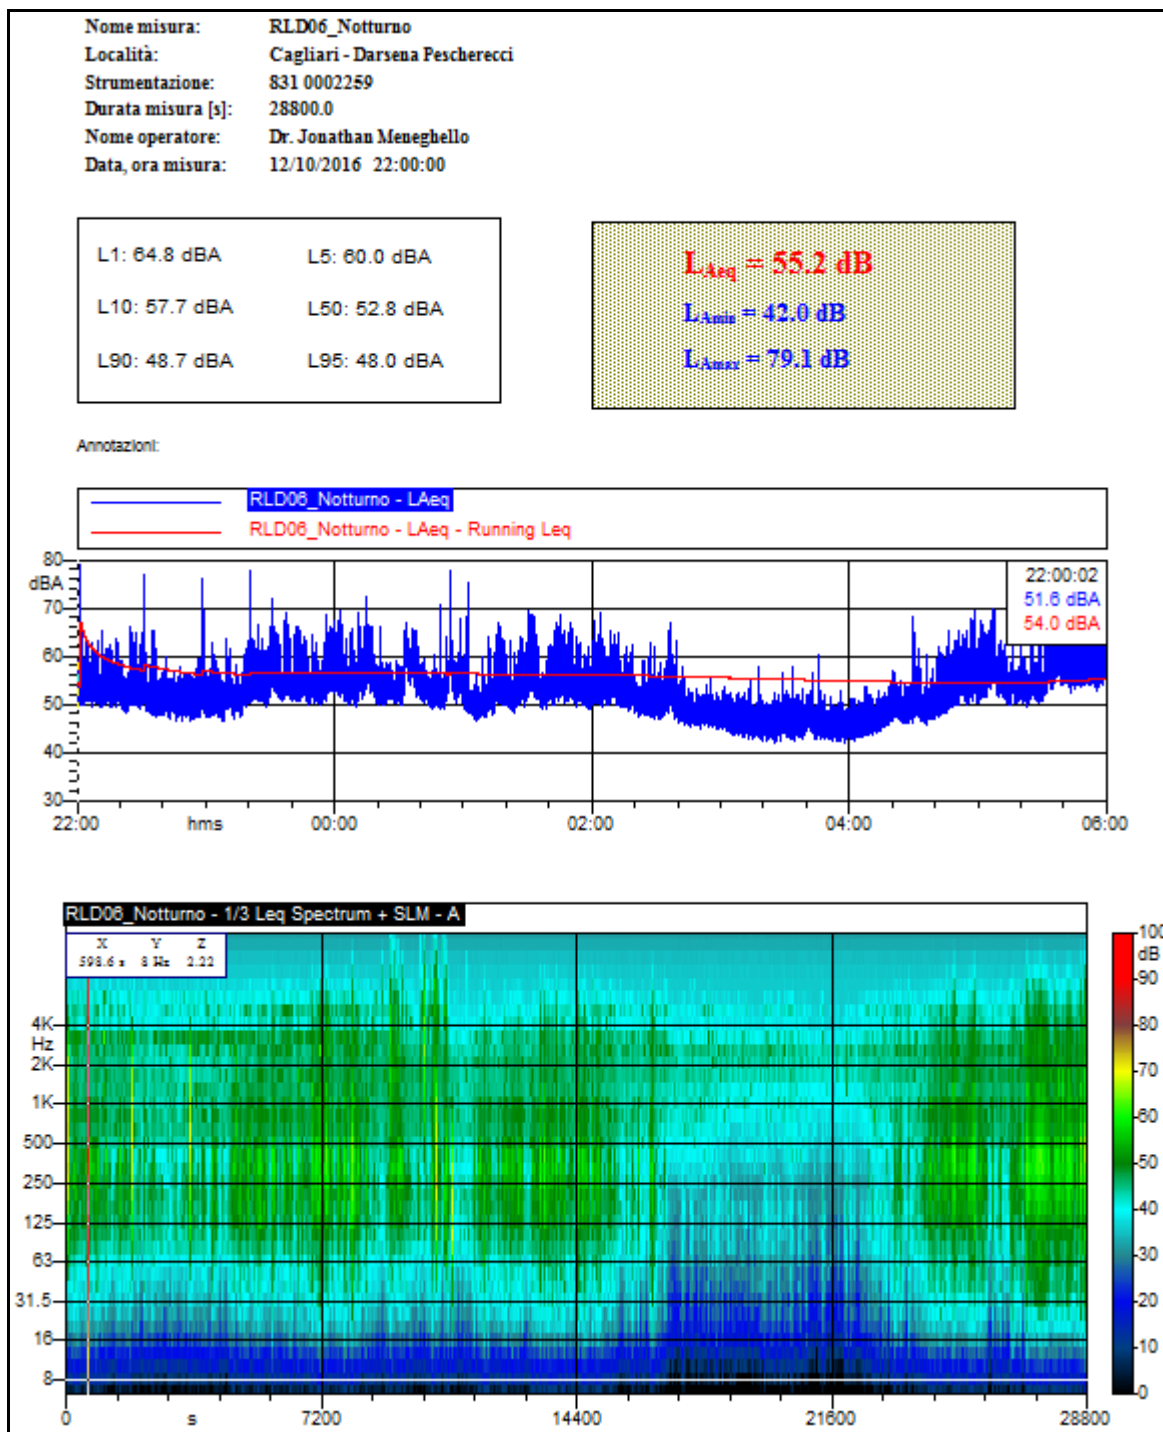 Nome misura: RLD06_Notturno
Località: Cagliari - Darsena Pescherecci
Strumentazione: 831 0002259
Durata misura [s]: 28800.0
Nome operatore: Dr. Jonathan Meneghello
Data, ora misura: 12/10/2016 22:00:00
L1: 64.8 dBA L5: 60.0 dBA
L10: 57.7 dBA L50: 52.8 dBA
L90: 48.7 dBA L95: 48.0 dBA
LAeq = 55.2 dB
LAmin = 42.0 dB
LAmax = 79.1 dB
Annotazioni:
RLD06_Notturno - LAeq
RLD06_Notturno - LAeq - Running Leq
80
dBA
70
60
50
40
30
22:00:02
51.6 dBA
54.0 dBA
22:00 hms 00:00 02:00 04:00 06:00
RLD06_Notturno - 1/3 Leq Spectrum + SLM - A
X Y Z
598.6 s 8 Hz 2.22
4K
Hz
2K
1K
500
250
125
63
31.5
16
8
0 s 7200 14400 21600 28800
100
dB
90
80
70
60
50
40
30
20
10
0